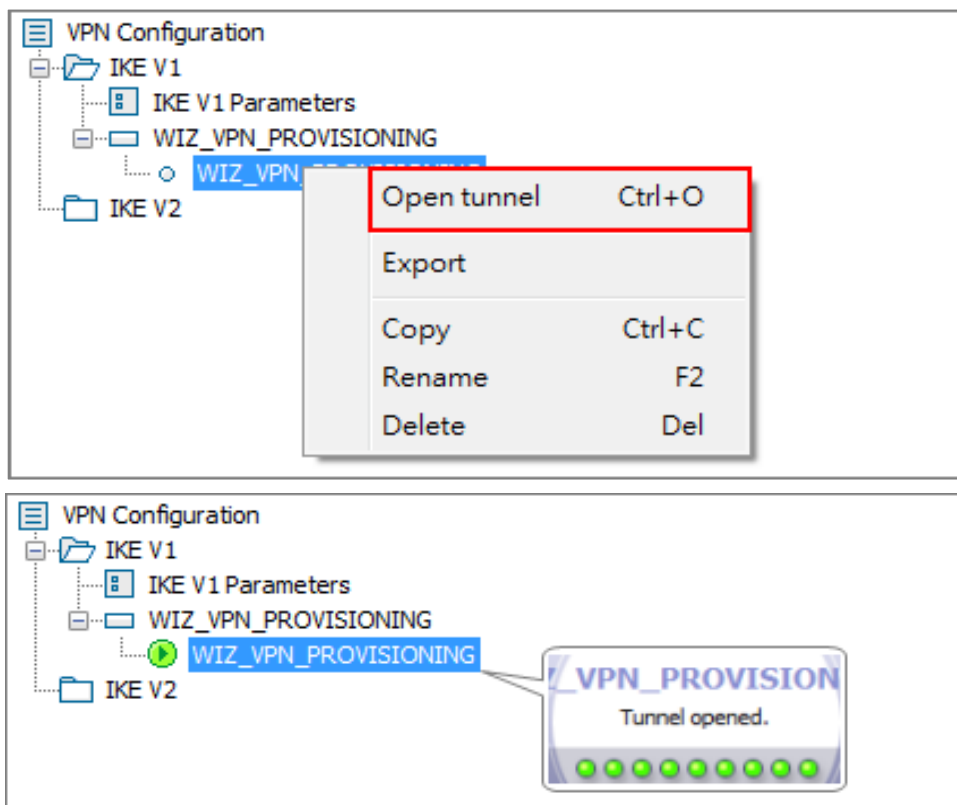 VPN Configuration
IKE V1
IKE V1 Parameters
WIZ_VPN_PROVISIONING
WIZ_VPN_
Open tunnel Ctrl+O
IKE V2
Export
Copy Ctrl+C
Rename F2
Delete Del
VPN Configuration
IKE V1
IKE V1 Parameters
WIZ_VPN_PROVISIONING
WIZ_VPN_PROVISIONING
IKE V2
_VPN_PROVISION
Tunnel opened.